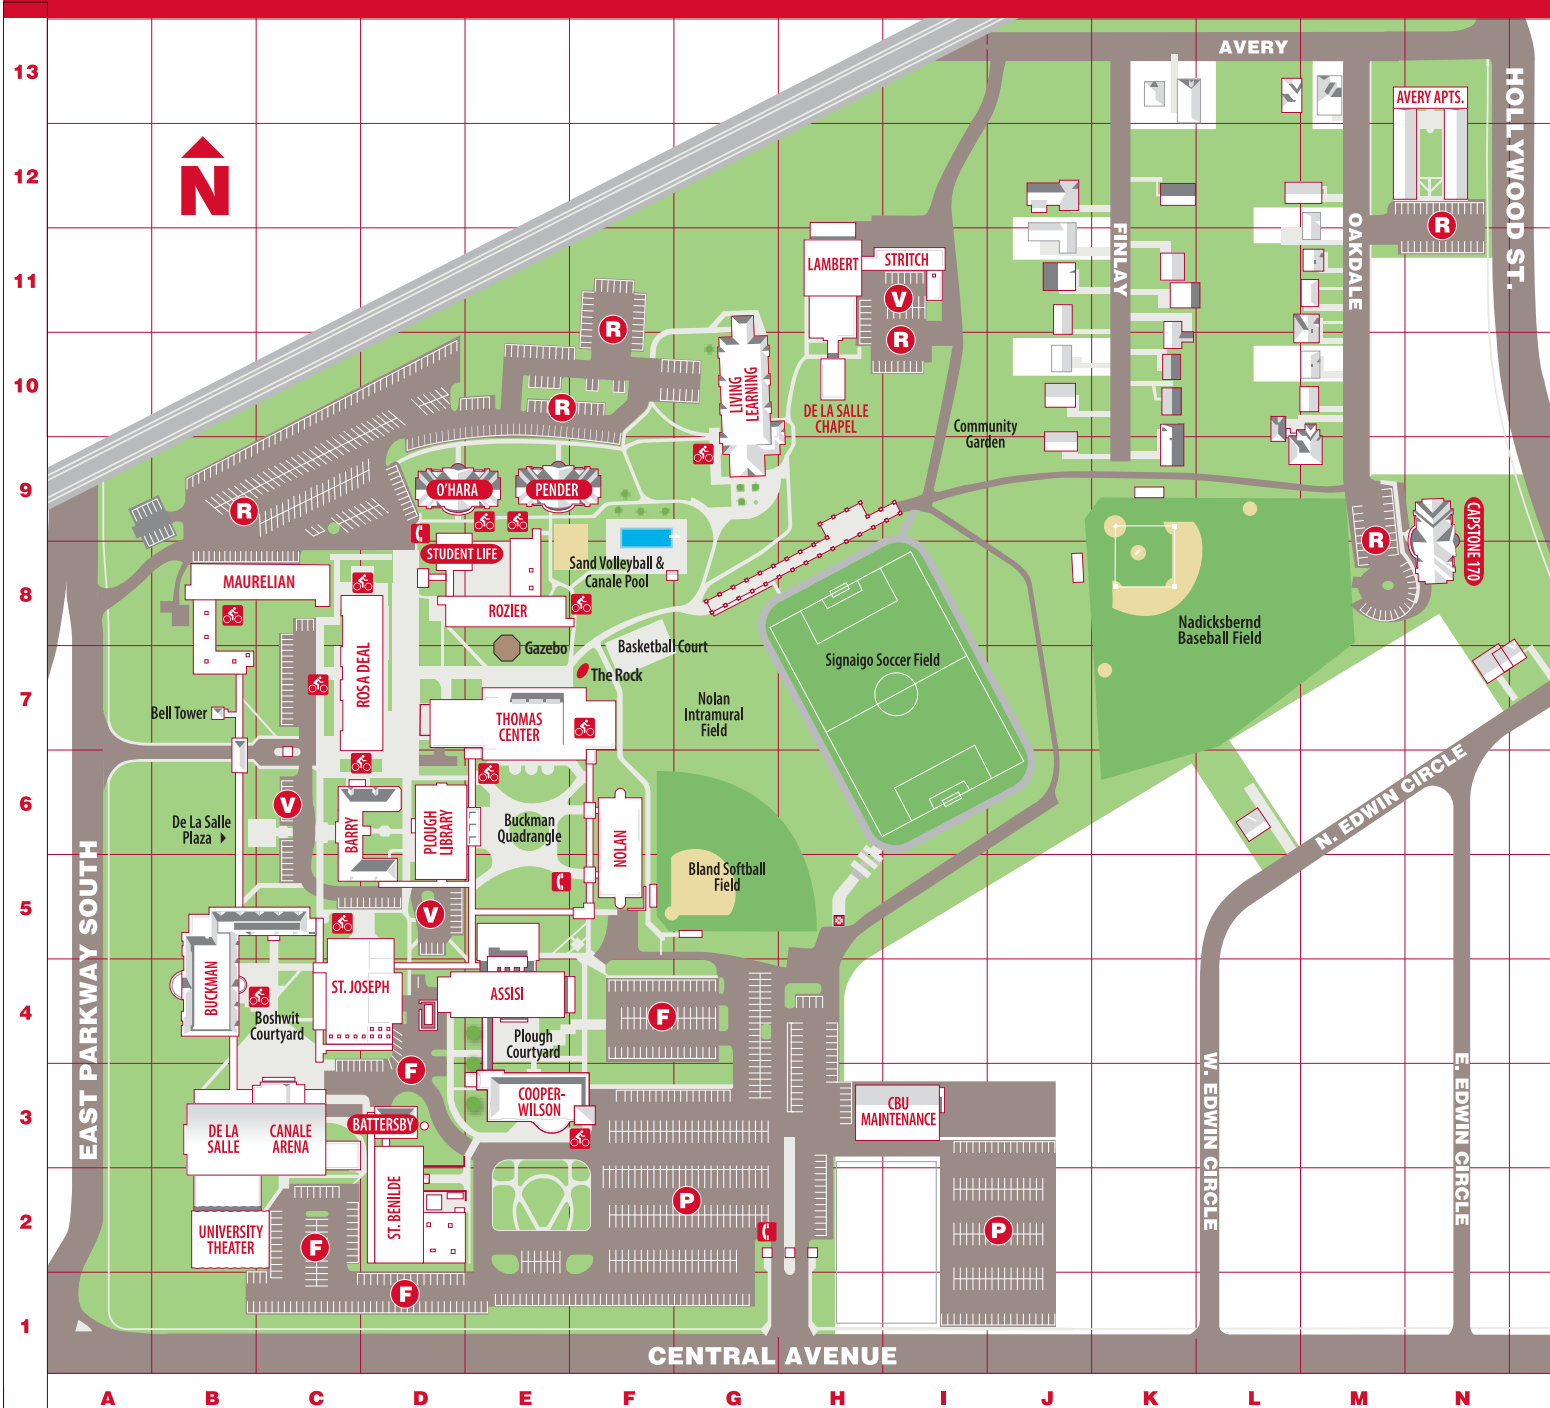 AVERY
13
HOLLYWOOD ST.
AVERY APTS.
N
12
R
FINLAY
OAKDALE
LAMBERT
STRITCH
11
V
R
R
10
LIVING
LEARNING
DE LA SALLE
CHAPEL
R
Community
Garden
9
O'HARA
PENDER
R
CAPSTONE 170
R
STUDENT LIFE
Sand Volleyball &
Canale Pool
MAURELIAN
8
ROZIER
Nadicksbernd
Baseball Field
Gazebo
Basketball Court
Signaigo Soccer Field
The Rock
ROSA DEAL
7
Nolan
Intramural
Field
Bell Tower
THOMAS
CENTER
N. EDWIN CIRCLE
6
V
De La Salle
Plaza
BARRY
PLOUGH
LIBRARY
Buckman
Quadrangle
NOLAN
Bland Softball
Field
EAST PARKWAY SOUTH
5
V
BUCKMAN
ST. JOSEPH
ASSISI
4
F
Boshwit
Courtyard
Plough
Courtyard
F
W. EDWIN CIRCLE
E. EDWIN CIRCLE
COOPER-
WILSON
CBU
MAINTENANCE
3
BATTERSBY
DE LA
SALLE
CANALE
ARENA
ST. BENILDE
P
2
UNIVERSITY
THEATER
F
P
F
1
CENTRAL AVENUE
A B C D E F G H I J K L M N